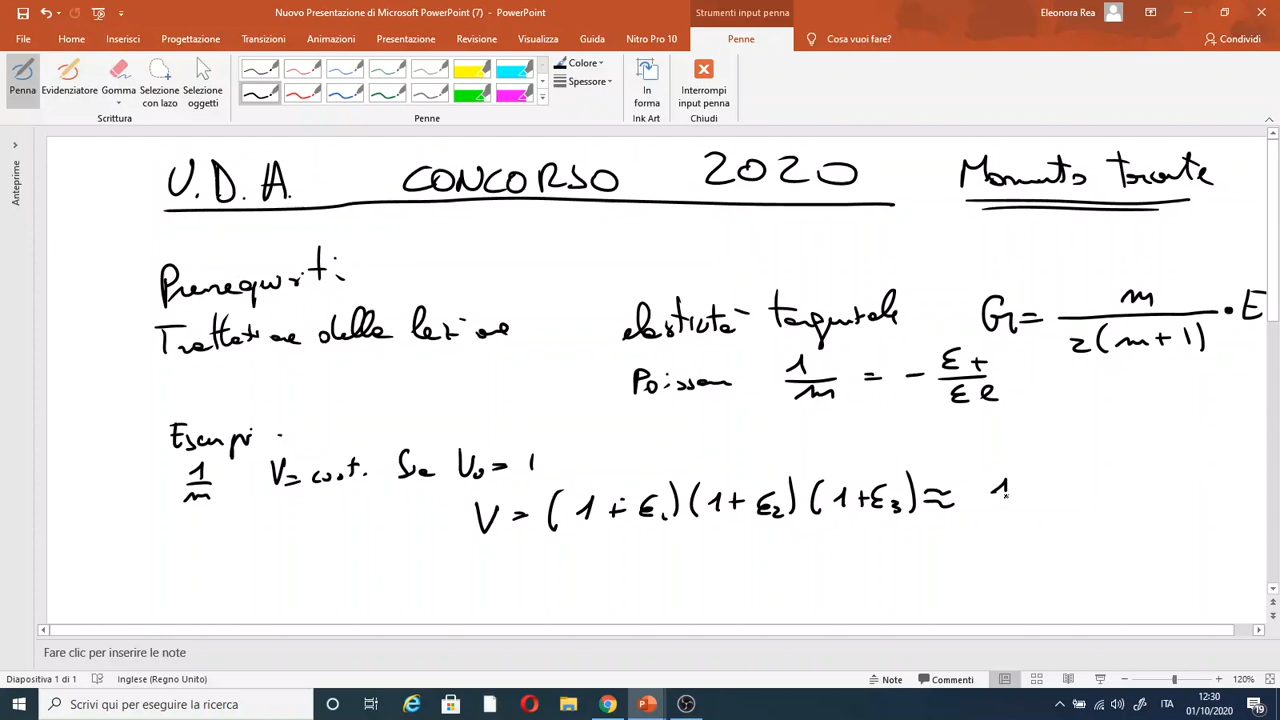 Nuovo Presentazione di Microsoft PowerPoint (7) - PowerPoint
Strumenti input penna
Eleonora Rea
File Home Inserisci Progettazione Transizioni Animazioni Presentazione Revisione Visualizza Guida Nitro Pro 10 Penne Cosa vuoi fare? Condividi
Penna Evidenziatore Gomma Selezione con lazo Selezione oggetti
Colore
Spessore
In forma
Interrompi input penna
Scrittura Penne Ink Art Chiudi
Anteprime
U.D.A. CONCORSO 2020 Momento torcente
Prerequisiti
Trattazione della lezione elasticità tangenziale G = m / 2(m+1) • E
Poisson 1/m = - εt/εl
Esempi:
1/m V = cost. Se V₀ = 1
V = (1 + ε₁)(1 + ε₂)(1 + ε₃) ≈ 1
Fare clic per inserire le note
Diapositiva 1 di 1 Inglese (Regno Unito) Note Commenti 120%
Scrivi qui per eseguire la ricerca
ITA
12:30
01/10/2020
19